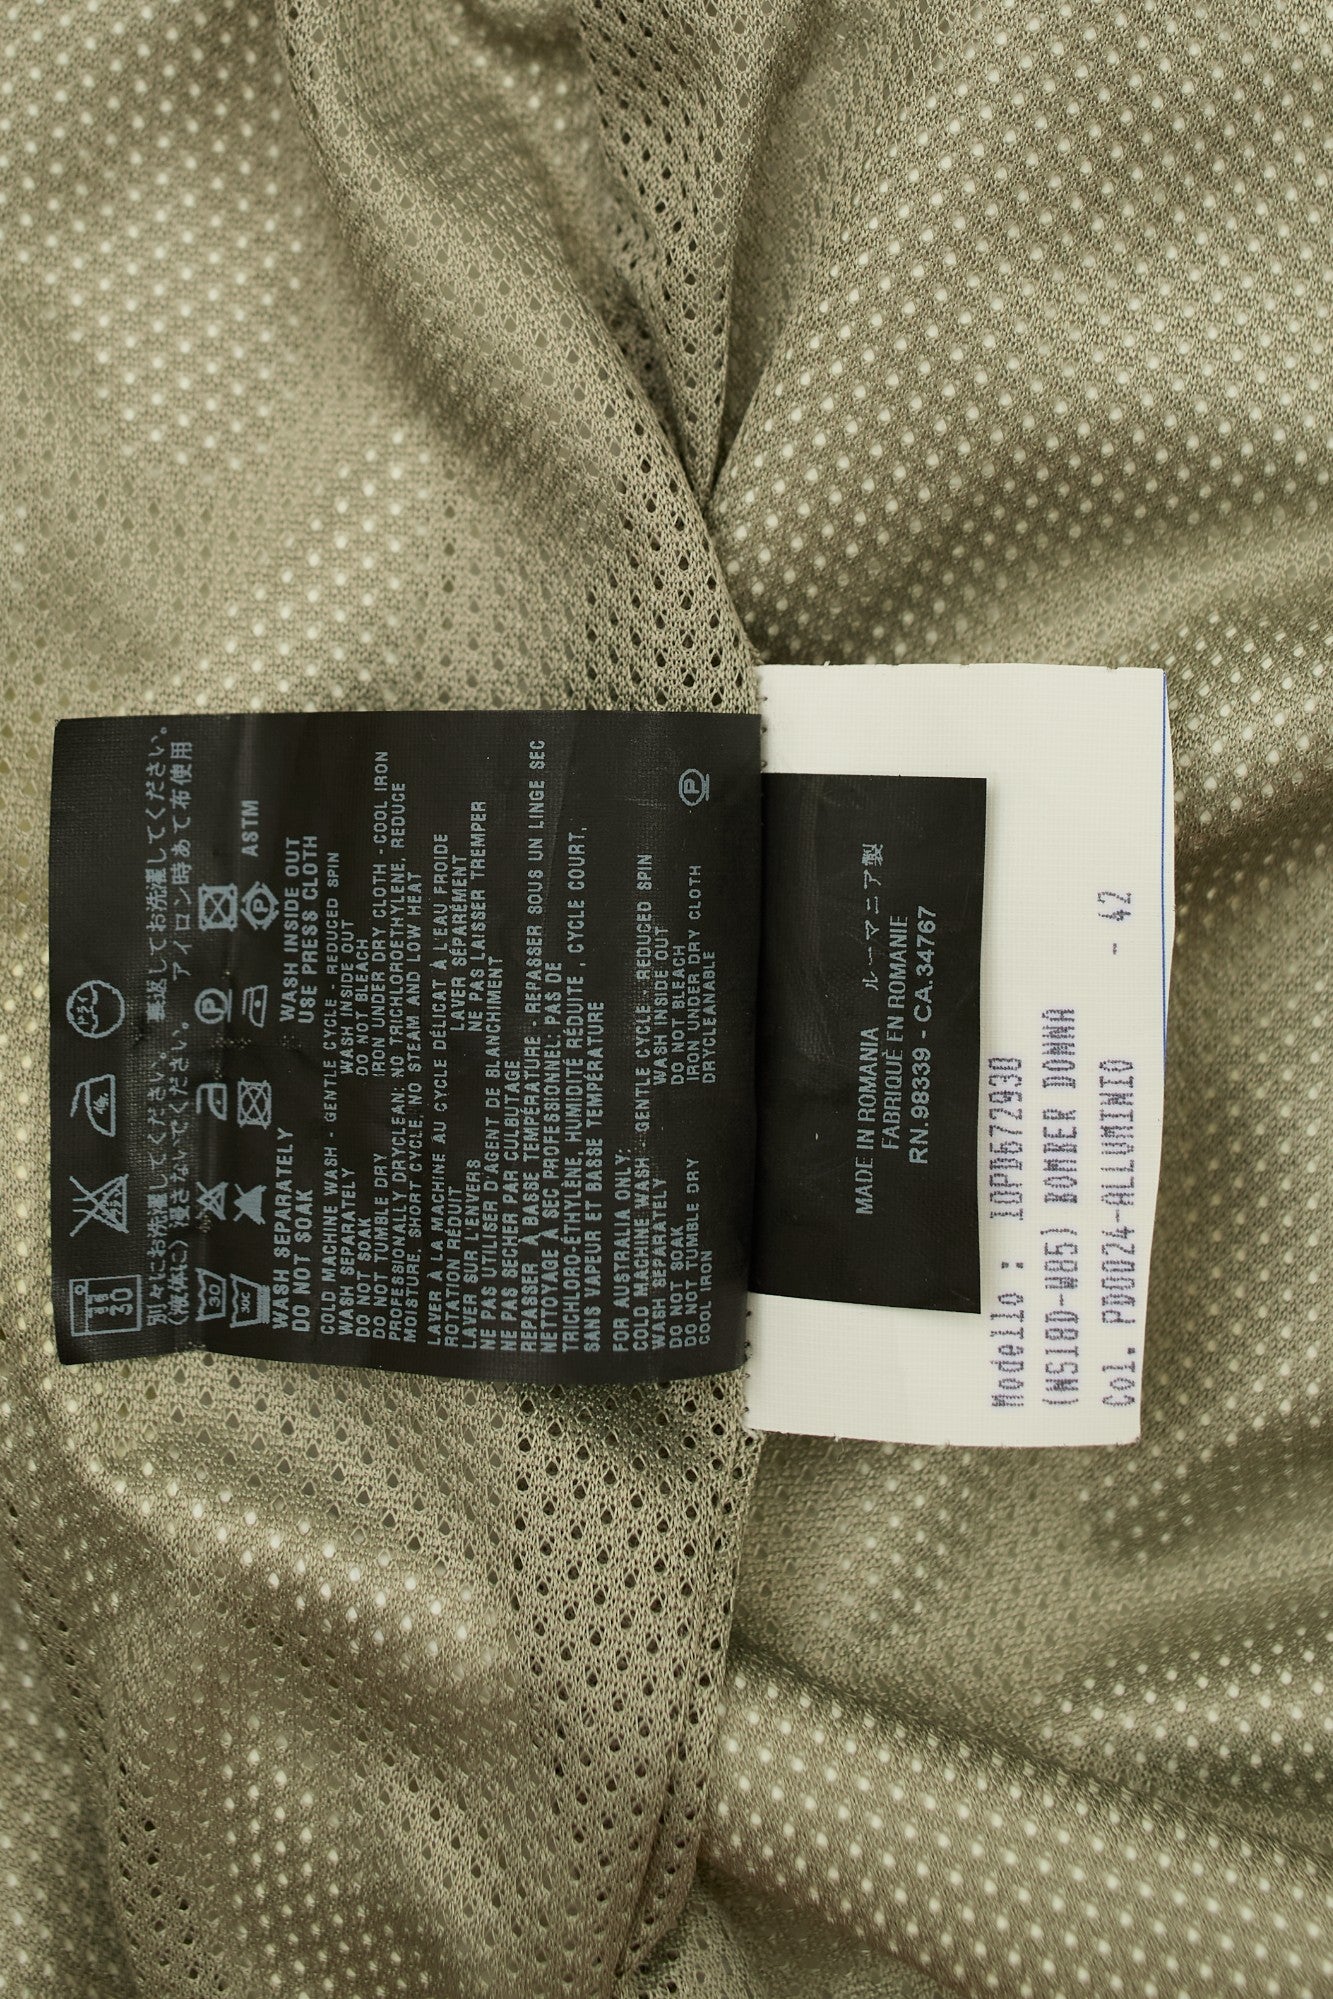 30
別々にお洗濯してください。裏返してお洗濯してください。
(液体に)浸さないでください。 アイロン時あて布使用
30
30C
ASTM
WASH SEPARATELY WASH INSIDE OUT
DO NOT SOAK USE PRESS CLOTH
COLD MACHINE WASH - GENTLE CYCLE - REDUCED SPIN
WASH SEPARATELY WASH INSIDE OUT
DO NOT SOAK DO NOT BLEACH
DO NOT TUMBLE DRY IRON UNDER DRY CLOTH - COOL IRON
PROFESSIONALLY DRYCLEAN: NO TRICHLOROETHYLENE, REDUCE
MOISTURE, SHORT CYCLE, NO STEAM AND LOW HEAT
LAVER À LA MACHINE AU CYCLE DÉLICAT À L'EAU FROIDE
ROTATION RÉDUIT LAVER SÉPARÉMENT
LAVER SUR L'ENVERS NE PAS LAISSER TREMPER
NE PAS UTILISER D'AGENT DE BLANCHIMENT
NE PAS SECHER PAR CULBUTAGE
REPASSER À BASSE TEMPÉRATURE - REPASSER SOUS UN LINGE SEC
NETTOYAGE À SEC PROFESSIONNEL: PAS DE
TRICHLORO-ÉTHYLÈNE, HUMIDITÉ RÉDUITE , CYCLE COURT,
SANS VAPEUR ET BASSE TEMPÉRATURE
FOR AUSTRALIA ONLY:
COLD MACHINE WASH - GENTLE CYCLE - REDUCED SPIN
WASH SEPARATELY WASH INSIDE OUT
DO NOT SOAK DO NOT BLEACH
DO NOT TUMBLE DRY IRON UNDER DRY CLOTH
COOL IRON DRYCLEANABLE
P
MADE IN ROMANIA ルーマニア製
FABRIQUÉ EN ROMANIE
RN.98339 - CA.34767
Modello : 1OPD672930
(NS18D-W85) BOMBER DONNA
Col. PD024-ALLUMINIO - 42